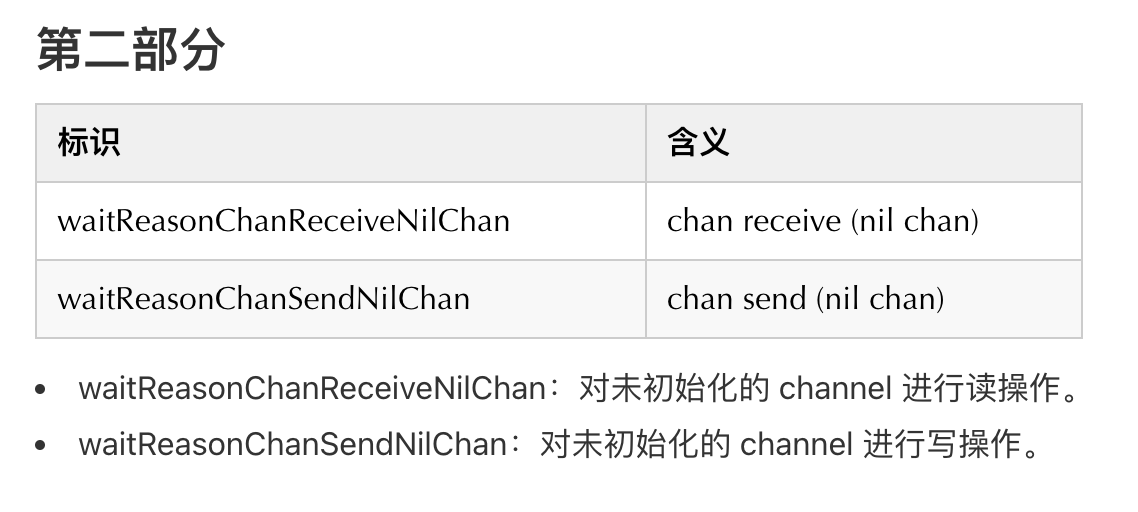 第二部分
标识 含义
waitReasonChanReceiveNilChan chan receive (nil chan)
waitReasonChanSendNilChan chan send (nil chan)
• waitReasonChanReceiveNilChan：对未初始化的 channel 进行读操作。
• waitReasonChanSendNilChan：对未初始化的 channel 进行写操作。